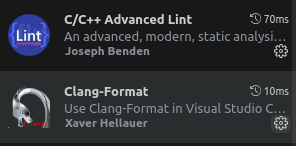 C/C++ Advanced Lint 70ms
Lint
An advanced, modern, static analysi...
Joseph Benden
Clang-Format 10ms
Use Clang-Format in Visual Studio C...
Xaver Hellauer